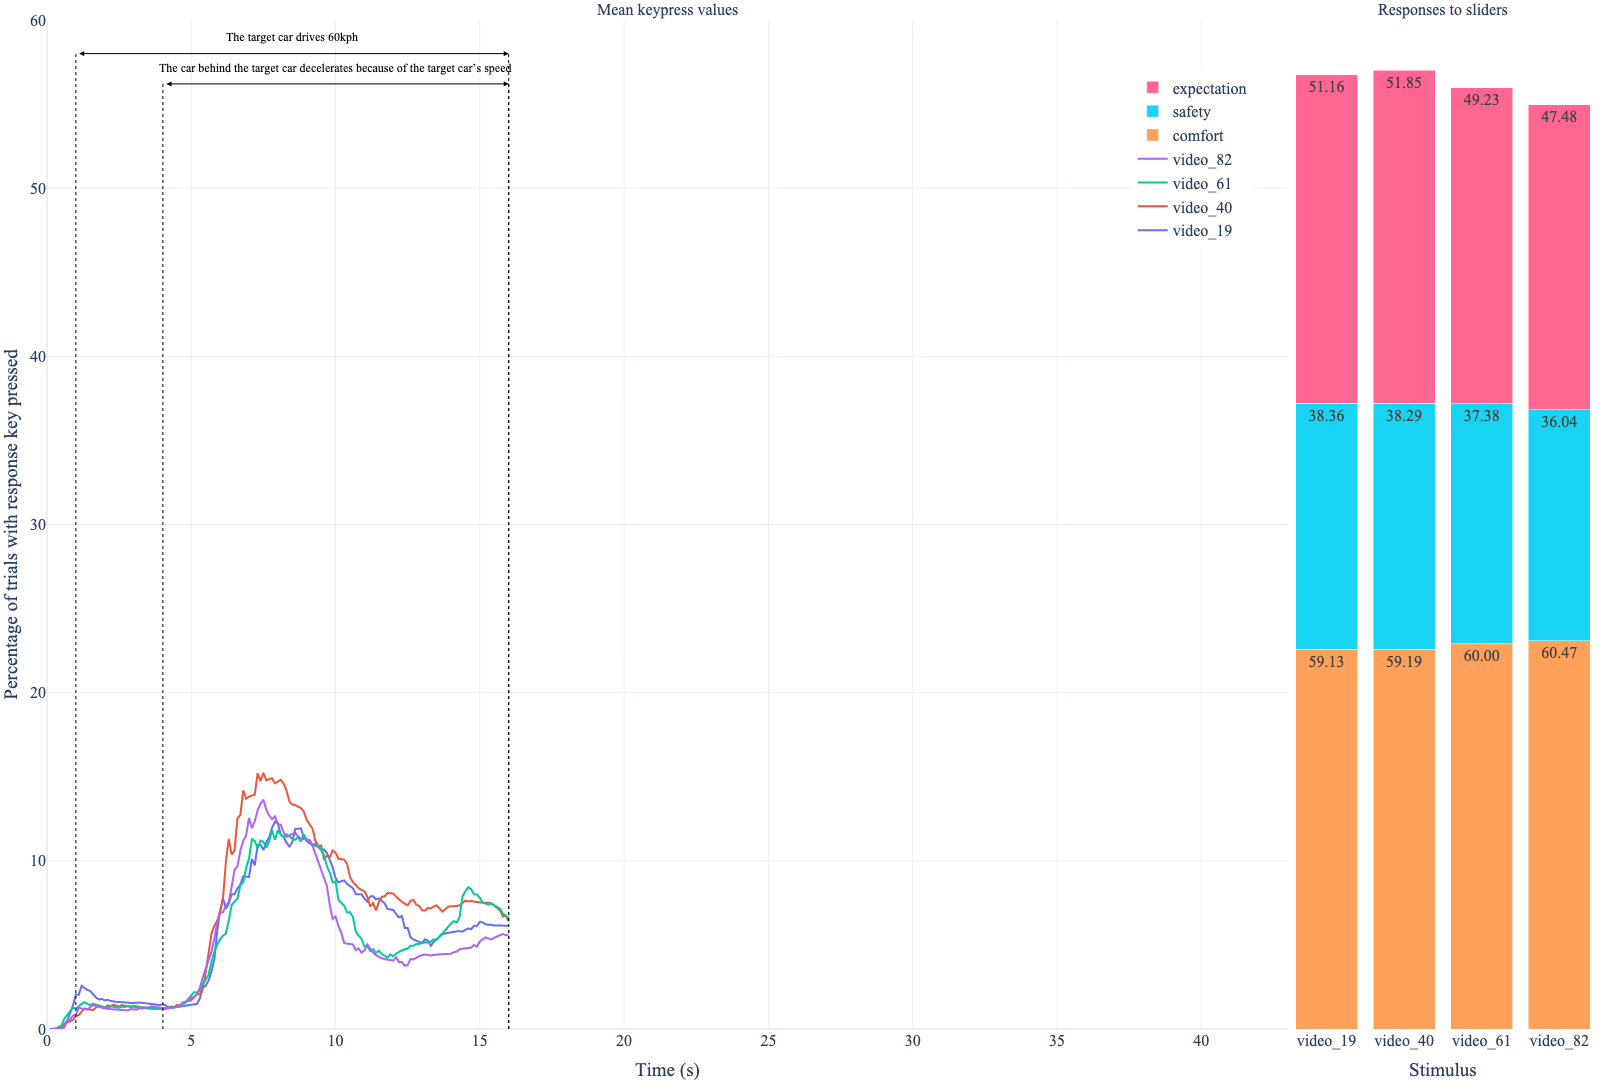 Mean keypress values
Responses to sliders
60
50
40
30
20
10
0
Percentage of trials with response key pressed
The target car drives 60kph
The car behind the target car decelerates because of the target car's speed
expectation
safety
comfort
video_82
video_61
video_40
video_19
51.16
51.85
49.23
47.48
38.36
38.29
37.38
36.04
59.13
59.19
60.00
60.47
0 5 10 15 20 25 30 35 40
video_19 video_40 video_61 video_82
Time (s)
Stimulus